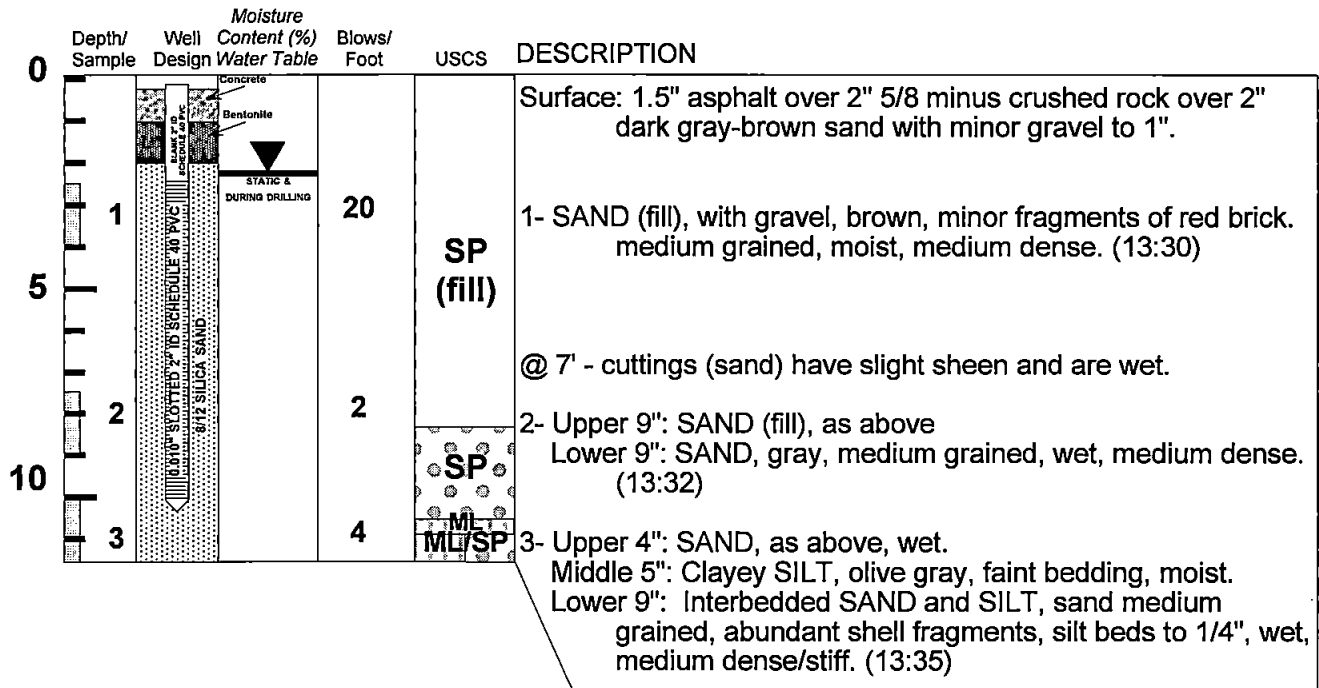 Depth/ Sample
Well Design
Moisture Content (%) Water Table
Blows/ Foot
USCS
DESCRIPTION
0
Concrete
Bentonite
BLANK 2" ID
SCHEDULE 40 PVC
Surface: 1.5" asphalt over 2" 5/8 minus crushed rock over 2"
dark gray-brown sand with minor gravel to 1".
STATIC &
DURING DRILLING
1
20
1- SAND (fill), with gravel, brown, minor fragments of red brick.
medium grained, moist, medium dense. (13:30)
SP
(fill)
5
0.010" SLOTTED 2" ID SCHEDULE 40 PVC
8/12 SILICA SAND
@ 7' - cuttings (sand) have slight sheen and are wet.
2
2
2- Upper 9": SAND (fill), as above
Lower 9": SAND, gray, medium grained, wet, medium dense.
(13:32)
SP
10
3
4
ML
ML/SP
3- Upper 4": SAND, as above, wet.
Middle 5": Clayey SILT, olive gray, faint bedding, moist.
Lower 9": Interbedded SAND and SILT, sand medium
grained, abundant shell fragments, silt beds to 1/4", wet,
medium dense/stiff. (13:35)